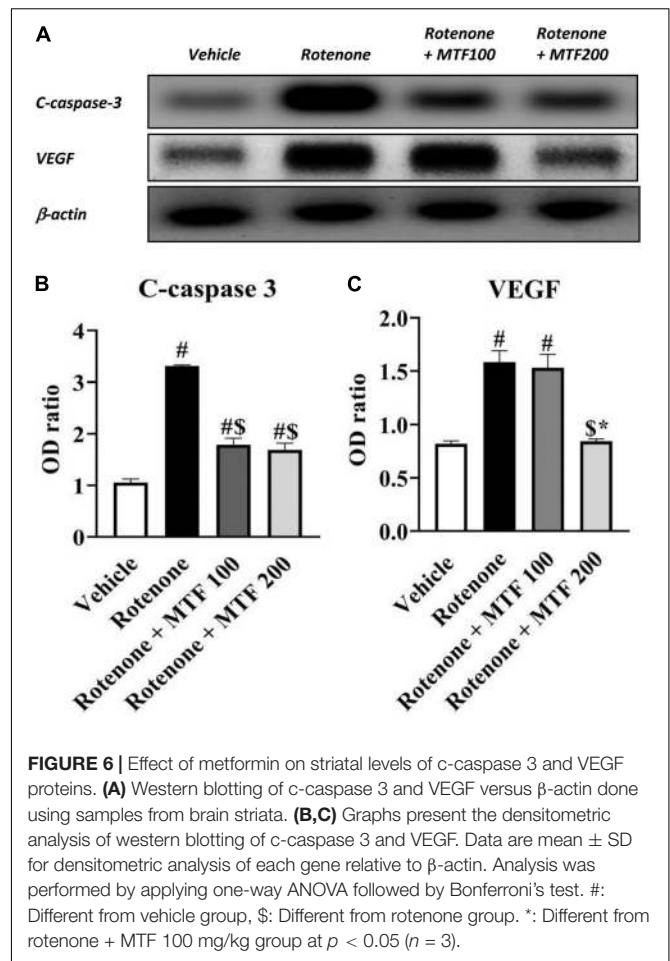 A
Vehicle Rotenone Rotenone + MTF100 Rotenone + MTF200
C-caspase-3
VEGF
β-actin
B
C-caspase 3
OD ratio
4
3
2
1
0
#
#$
#$
Vehicle
Rotenone
Rotenone + MTF 100
Rotenone + MTF 200
C
VEGF
OD ratio
2.0
1.5
1.0
0.5
0.0
#
#
$*
Vehicle
Rotenone
Rotenone + MTF 100
Rotenone + MTF 200
FIGURE 6 | Effect of metformin on striatal levels of c-caspase 3 and VEGF
proteins. (A) Western blotting of c-caspase 3 and VEGF versus β-actin done
using samples from brain striata. (B,C) Graphs present the densitometric
analysis of western blotting of c-caspase 3 and VEGF. Data are mean ± SD
for densitometric analysis of each gene relative to β-actin. Analysis was
performed by applying one-way ANOVA followed by Bonferroni's test. #:
Different from vehicle group, $: Different from rotenone group. *: Different from
rotenone + MTF 100 mg/kg group at p < 0.05 (n = 3).